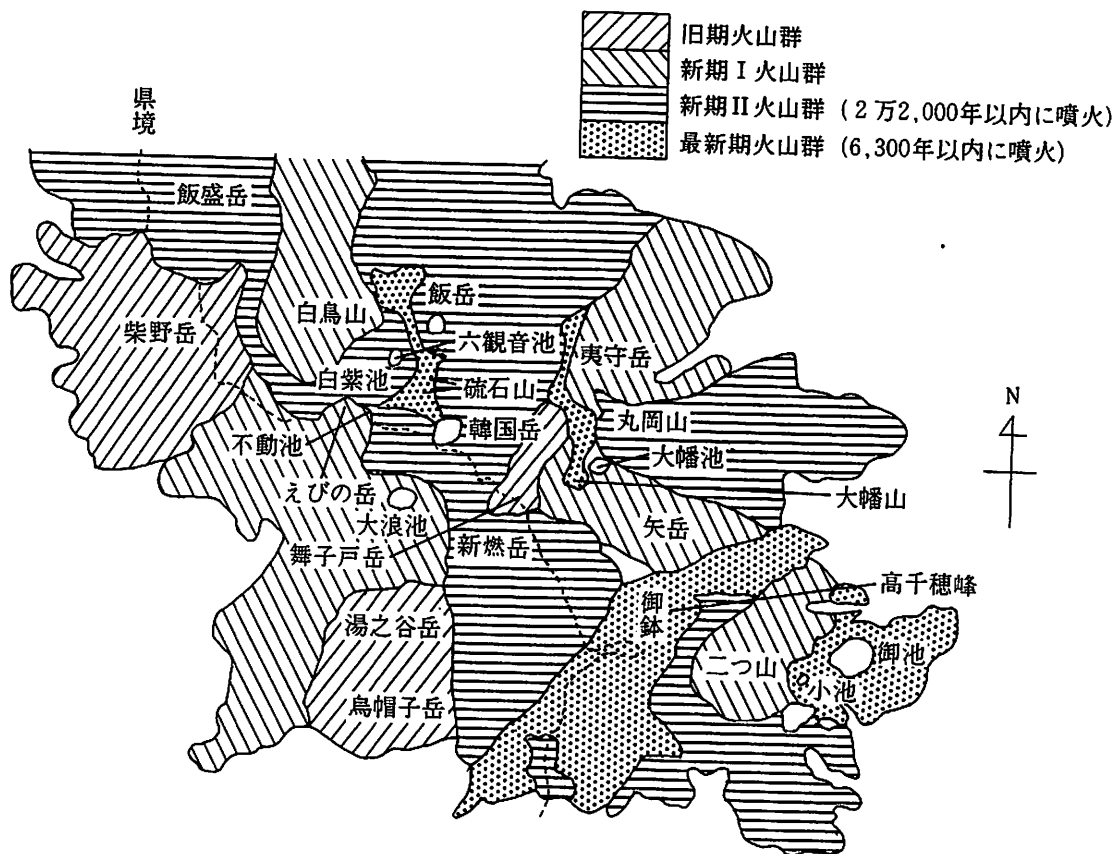 旧期火山群
新期Ⅰ火山群
新期Ⅱ火山群 (2万2,000年以内に噴火)
最新期火山群 (6,300年以内に噴火)
県境
飯盛岳
飯岳
白鳥山
六観音池
夷守岳
柴野岳
白紫池
硫石山
N
不動池
韓国岳
丸岡山
大幡池
えびの岳
大浪池
大幡山
舞子戸岳
新燃岳
矢岳
高千穂峰
御鉢
湯之谷岳
二つ山
御池
小池
烏帽子岳